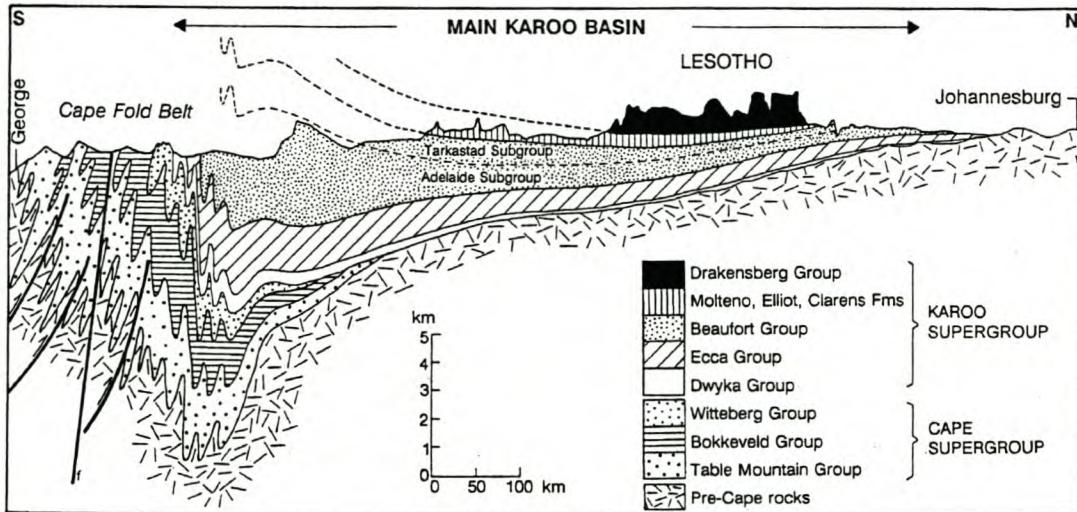 S
MAIN KAROO BASIN
N
LESOTHO
George
Cape Fold Belt
Johannesburg
Tarkastad Subgroup
Adelaide Subgroup
f
km
5
4
3
2
1
0
0 50 100 km
Drakensberg Group
Molteno, Elliot, Clarens Fms
Beaufort Group
Ecca Group
Dwyka Group
KAROO
SUPERGROUP
Witteberg Group
Bokkeveld Group
Table Mountain Group
CAPE
SUPERGROUP
Pre-Cape rocks